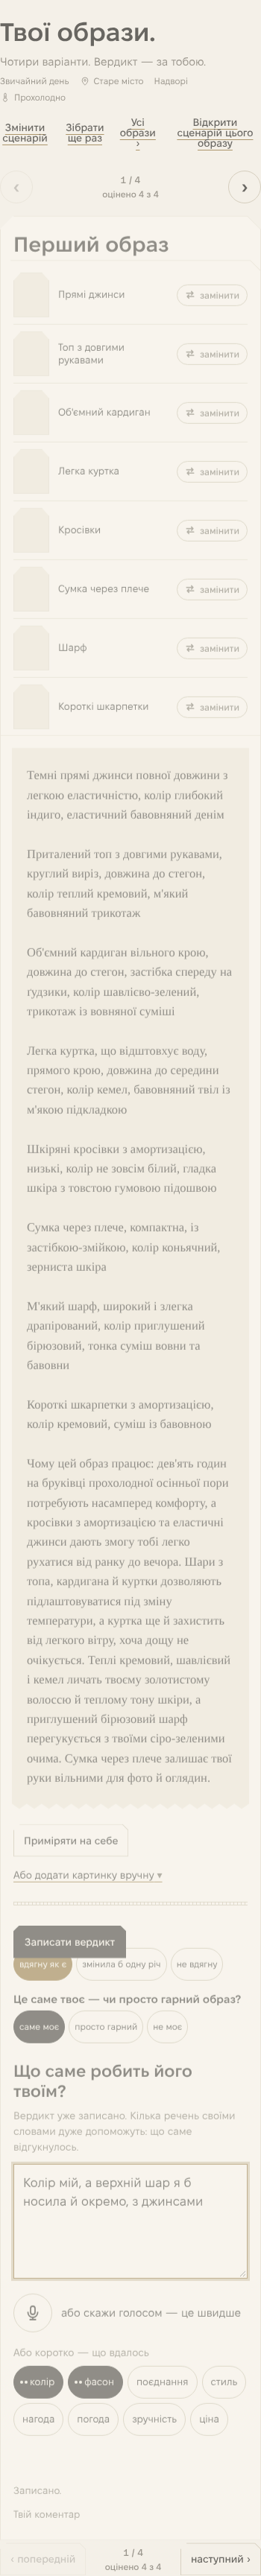 Твої образи.
Чотири варіанти. Вердикт — за тобою.
Звичайний день Старе місто Надворі
Прохолодно
Змінити
сценарій
Зібрати
ще раз
Усі
образи
›
Відкрити
сценарій цього
образу
‹
1 / 4
оцінено 4 з 4
›
Перший образ
Прямі джинси
замінити
Топ з довгими
рукавами
замінити
Об'ємний кардиган
замінити
Легка куртка
замінити
Кросівки
замінити
Сумка через плече
замінити
Шарф
замінити
Короткі шкарпетки
замінити
Темні прямі джинси повної довжини з
легкою еластичністю, колір глибокий
індиго, еластичний бавовняний денім
Приталений топ з довгими рукавами,
круглий виріз, довжина до стегон,
колір теплий кремовий, м'який
бавовняний трикотаж
Об'ємний кардиган вільного крою,
довжина до стегон, застібка спереду на
ґудзики, колір шавлієво-зелений,
трикотаж із вовняної суміші
Легка куртка, що відштовхує воду,
прямого крою, довжина до середини
стегон, колір кемел, бавовняний твіл із
м'якою підкладкою
Шкіряні кросівки з амортизацією,
низькі, колір не зовсім білий, гладка
шкіра з товстою гумовою підошвою
Сумка через плече, компактна, із
застібкою-змійкою, колір коньячний,
зерниста шкіра
М'який шарф, широкий і злегка
драпірований, колір приглушений
бірюзовий, тонка суміш вовни та
бавовни
Короткі шкарпетки з амортизацією,
колір кремовий, суміш із бавовною
Чому цей образ працює: дев'ять годин
на бруківці прохолодної осінньої пори
потребують насамперед комфорту, а
кросівки з амортизацією та еластичні
джинси дають змогу тобі легко
рухатися від ранку до вечора. Шари з
топа, кардигана й куртки дозволяють
підлаштовуватися під зміну
температури, а куртка ще й захистить
від легкого вітру, хоча дощу не
очікується. Теплі кремовий, шавлієвий
і кемел личать твоєму золотистому
волоссю й теплому тону шкіри, а
приглушений бірюзовий шарф
перегукується з твоїми сіро-зеленими
очима. Сумка через плече залишає твої
руки вільними для фото й оглядин.
Приміряти на себе
Або додати картинку вручну ▾
Записати вердикт
вдягну як є
змінила б одну річ
не вдягну
Це саме твоє — чи просто гарний образ?
саме моє
просто гарний
не моє
Що саме робить його
твоїм?
Вердикт уже записано. Кілька речень своїми
словами дуже допоможуть: що саме
відгукнулось.
Колір мій, а верхній шар я б
носила й окремо, з джинсами
або скажи голосом — це швидше
Або коротко — що вдалось
колір
фасон
поєднання
стиль
нагода
погода
зручність
ціна
Записано.
Твій коментар
‹ попередній
1 / 4
оцінено 4 з 4
наступний ›